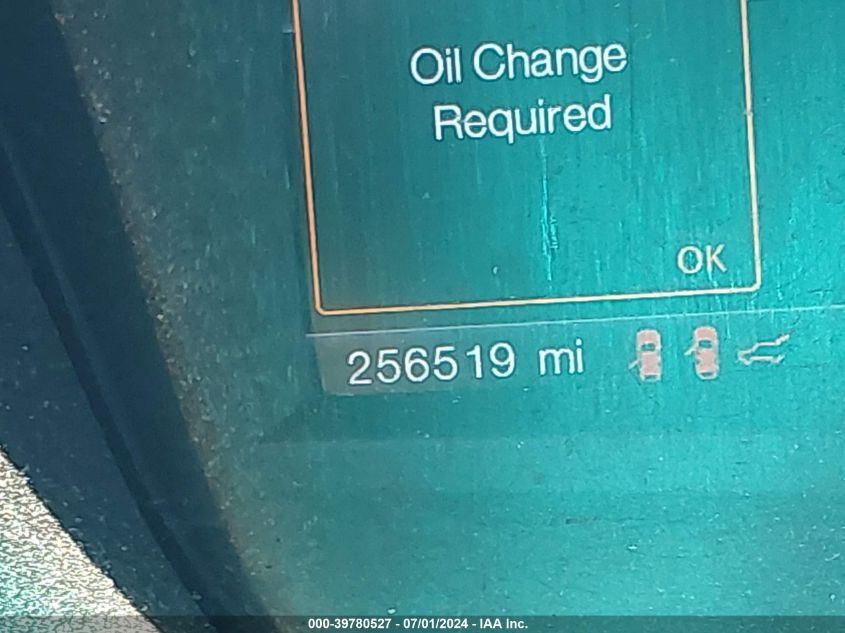 Oil Change
Required
OK
256519 mi
000-39780527 - 07/01/2024 - IAA Inc.